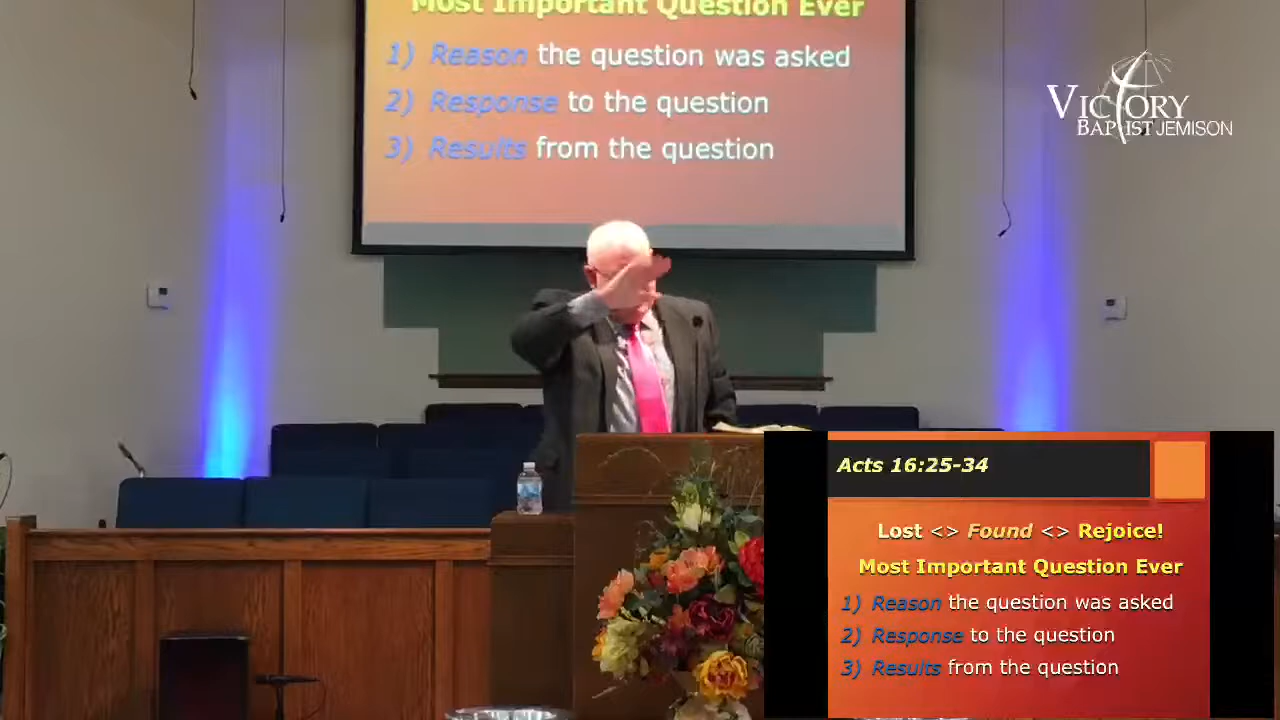 Most Important Question Ever
1) Reason the question was asked
2) Response to the question
3) Results from the question
VICTORY
BAPTIST JEMISON
Acts 16:25-34
Lost <> Found <> Rejoice!
Most Important Question Ever
1) Reason the question was asked
2) Response to the question
3) Results from the question